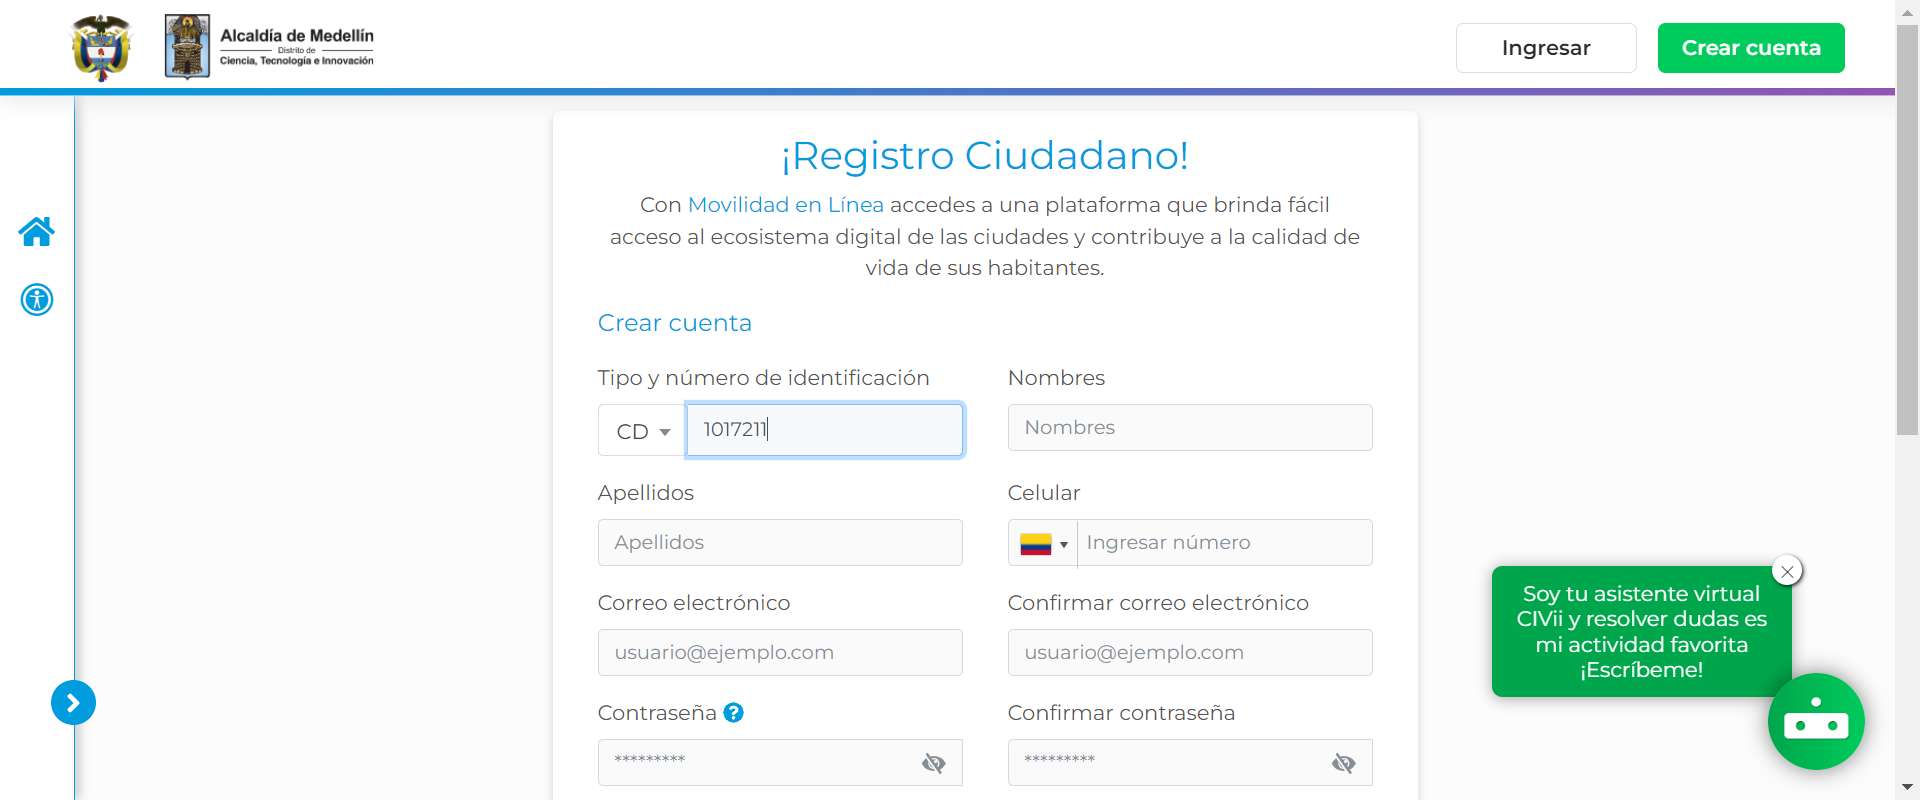 Alcaldía de Medellín
Distrito de
Ciencia, Tecnología e Innovación
Ingresar
Crear cuenta
¡Registro Ciudadano!
Con Movilidad en Línea accedes a una plataforma que brinda fácil
acceso al ecosistema digital de las ciudades y contribuye a la calidad de
vida de sus habitantes.
Crear cuenta
Tipo y número de identificación
Nombres
CD
1017211
Nombres
Apellidos
Celular
Apellidos
Ingresar número
Correo electrónico
Confirmar correo electrónico
usuario@ejemplo.com
usuario@ejemplo.com
Contraseña ?
Confirmar contraseña
*********
*********
Soy tu asistente virtual
CIVii y resolver dudas es
mi actividad favorita
¡Escríbeme!